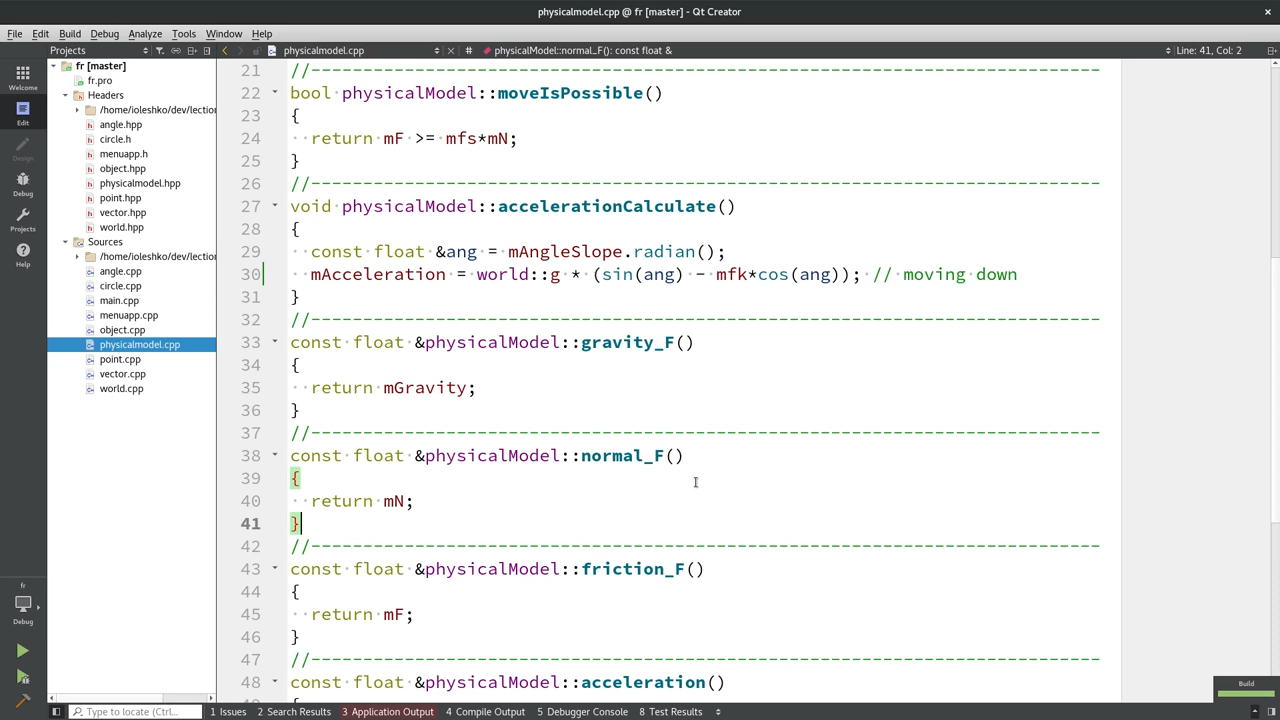 physicalmodel.cpp @ fr [master] - Qt Creator
File Edit Build Debug Analyze Tools Window Help
Projects physicalmodel.cpp # physicalModel::normal_F(): const float & Line: 41, Col: 2
Welcome
Edit
Design
Debug
Projects
Help
fr
Debug
fr [master]
fr.pro
Headers
/home/ioleshko/dev/lection
angle.hpp
circle.h
menuapp.h
object.hpp
physicalmodel.hpp
point.hpp
vector.hpp
world.hpp
Sources
/home/ioleshko/dev/lection
angle.cpp
circle.cpp
main.cpp
menuapp.cpp
object.cpp
physicalmodel.cpp
point.cpp
vector.cpp
world.cpp
21 //----------------------------------------------------------------------------
22 bool physicalModel::moveIsPossible()
23 {
24 return mF >= mfs*mN;
25 }
26 //----------------------------------------------------------------------------
27 void physicalModel::accelerationCalculate()
28 {
29 const float &ang = mAngleSlope.radian();
30 mAcceleration = world::g * (sin(ang) - mfk*cos(ang)); // moving down
31 }
32 //----------------------------------------------------------------------------
33 const float &physicalModel::gravity_F()
34 {
35 return mGravity;
36 }
37 //----------------------------------------------------------------------------
38 const float &physicalModel::normal_F()
39 {
40 return mN;
41 }
42 //----------------------------------------------------------------------------
43 const float &physicalModel::friction_F()
44 {
45 return mF;
46 }
47 //----------------------------------------------------------------------------
48 const float &physicalModel::acceleration()
Build
Type to locate (Ctrl... 1 Issues 2 Search Results 3 Application Output 4 Compile Output 5 Debugger Console 8 Test Results